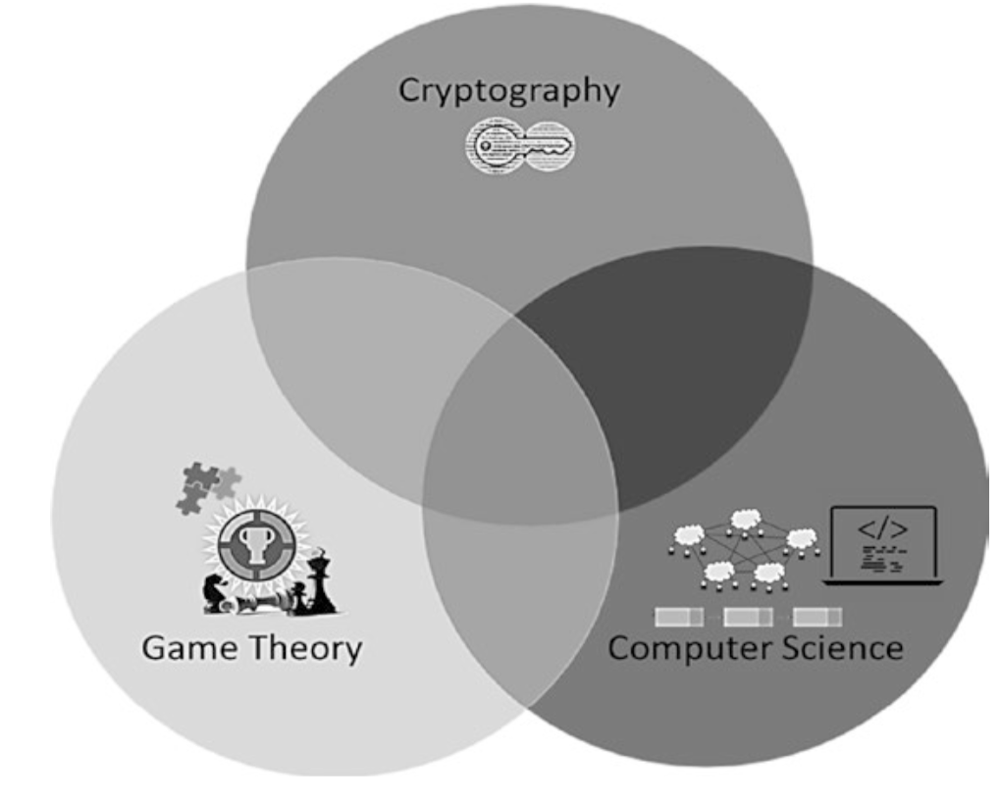 Cryptography
</>
Game Theory
Computer Science